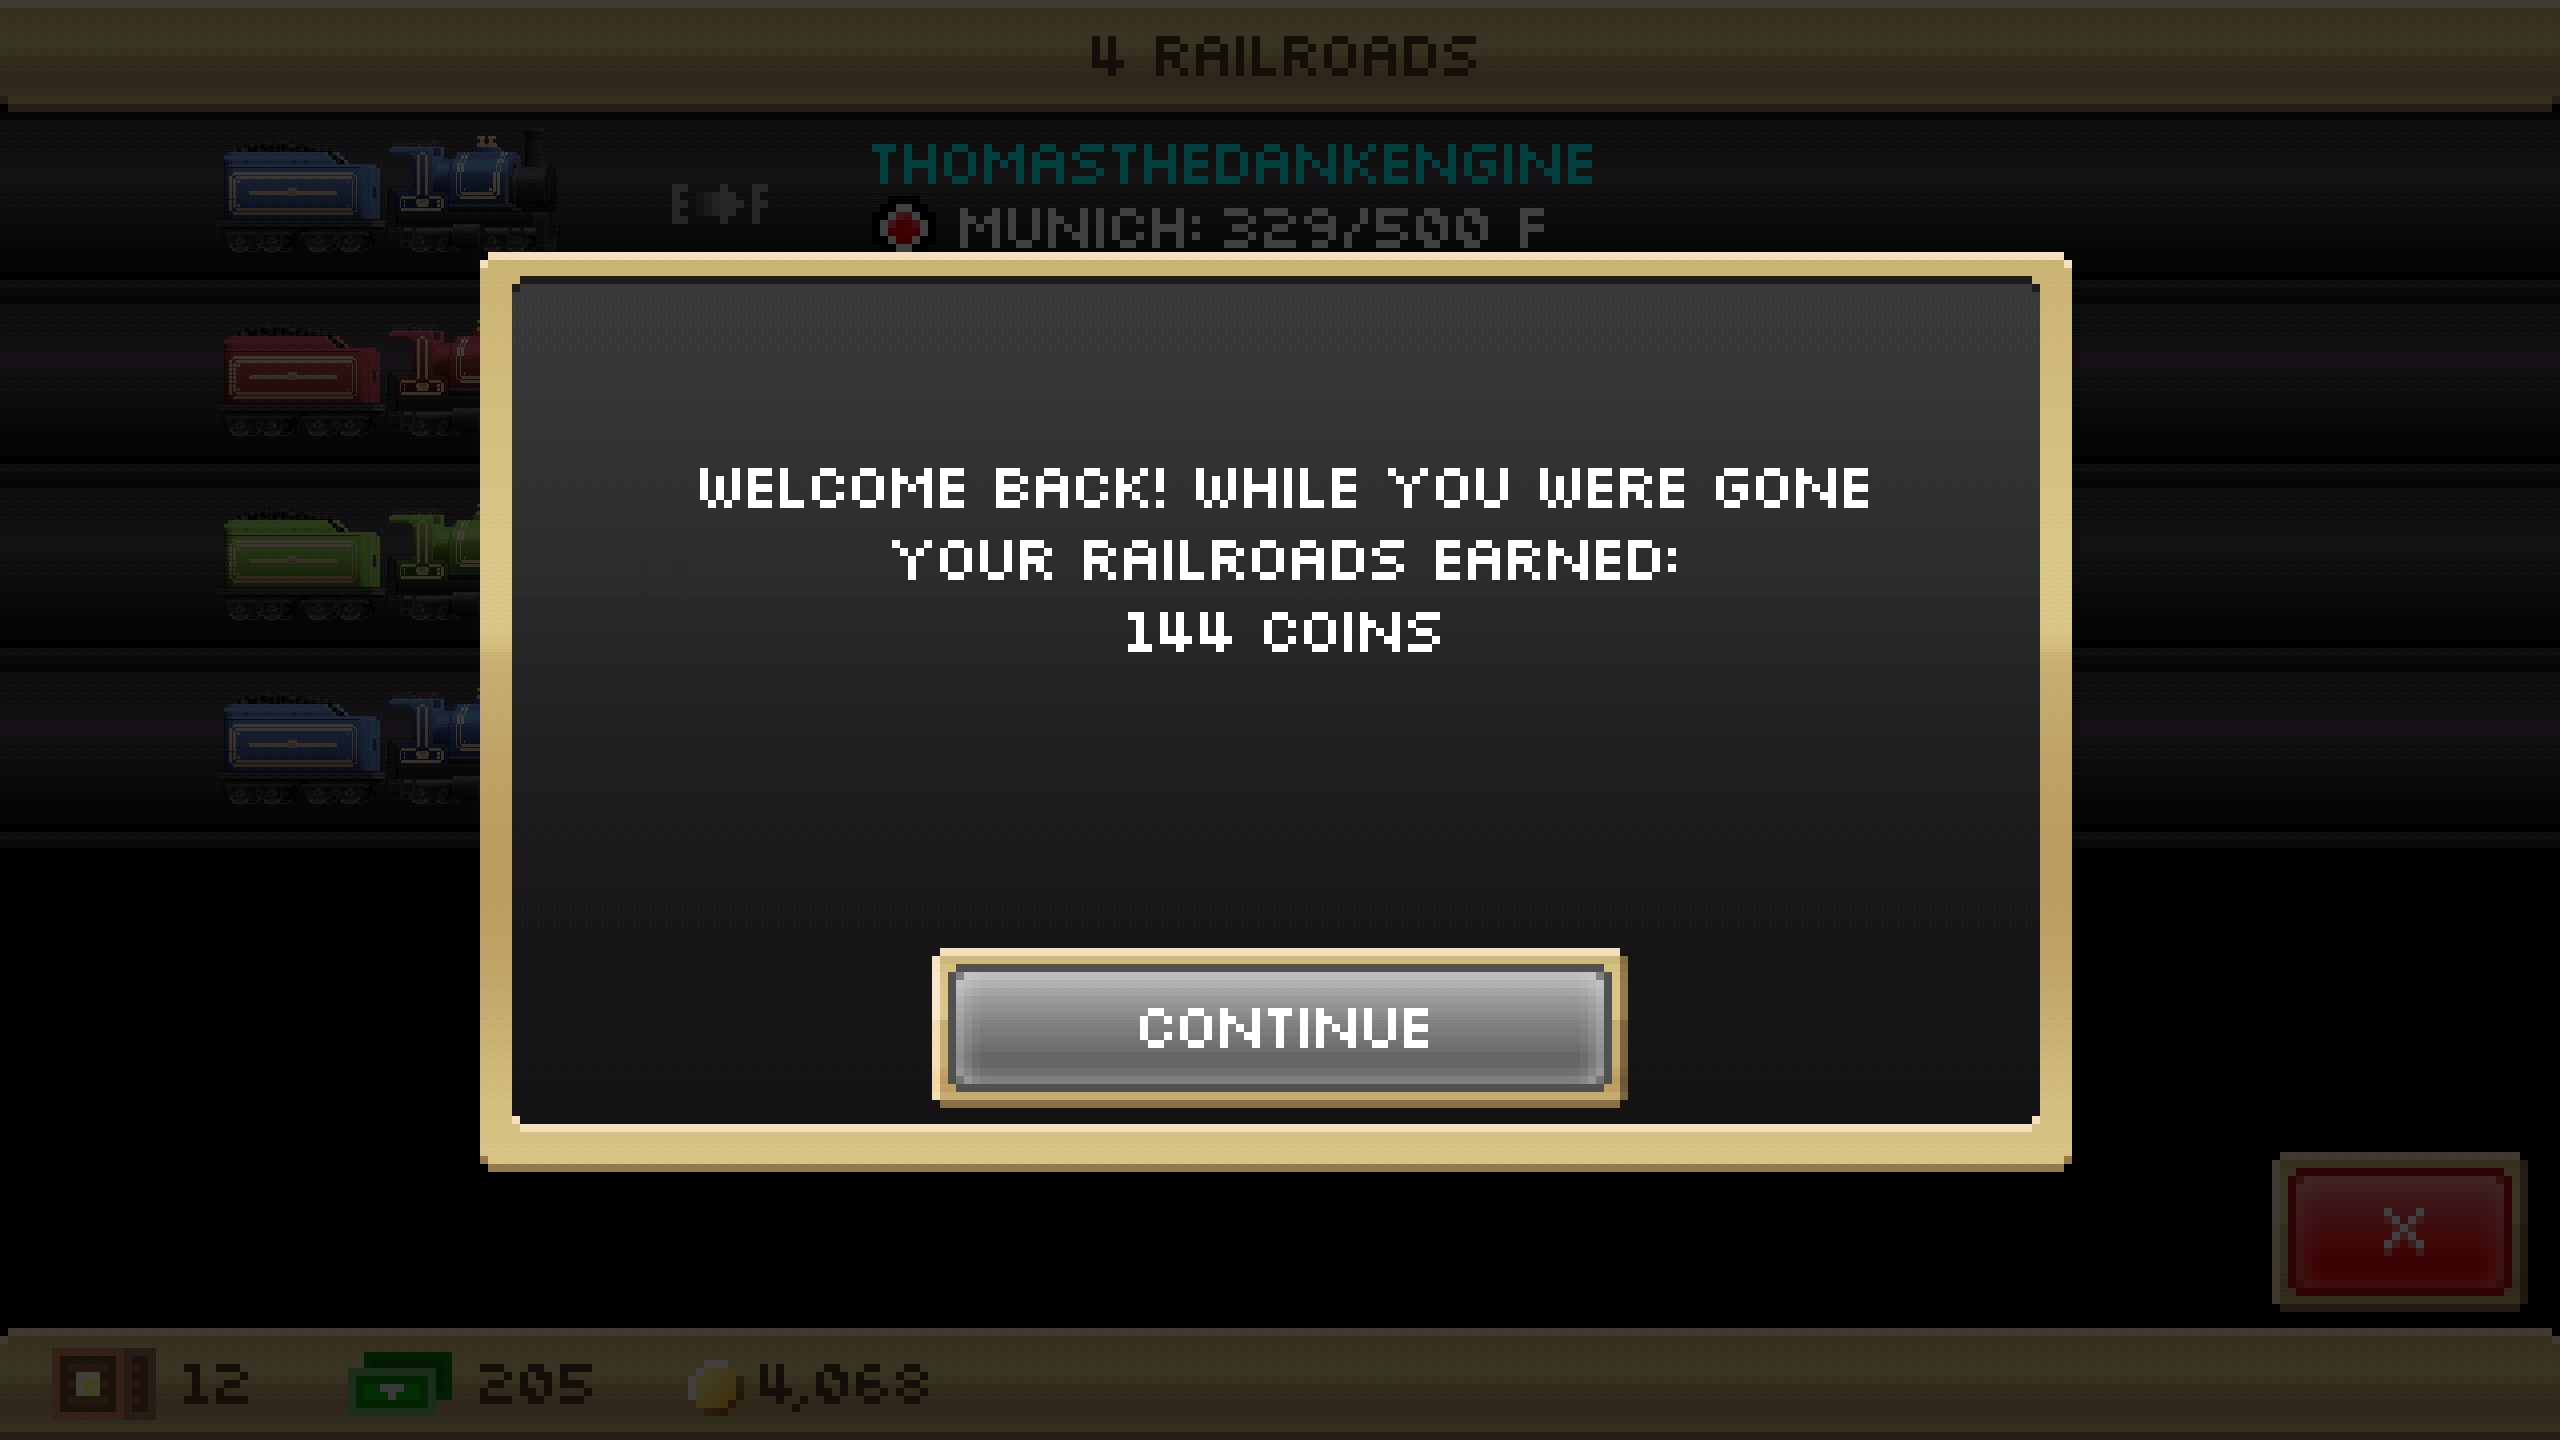 4 RAILROADS
THOMASTHEDANKENGINE
E F
MUNICH: 329/500 F
WELCOME BACK! WHILE YOU WERE GONE
YOUR RAILROADS EARNED:
144 COINS
CONTINUE
X
12 205 4,068